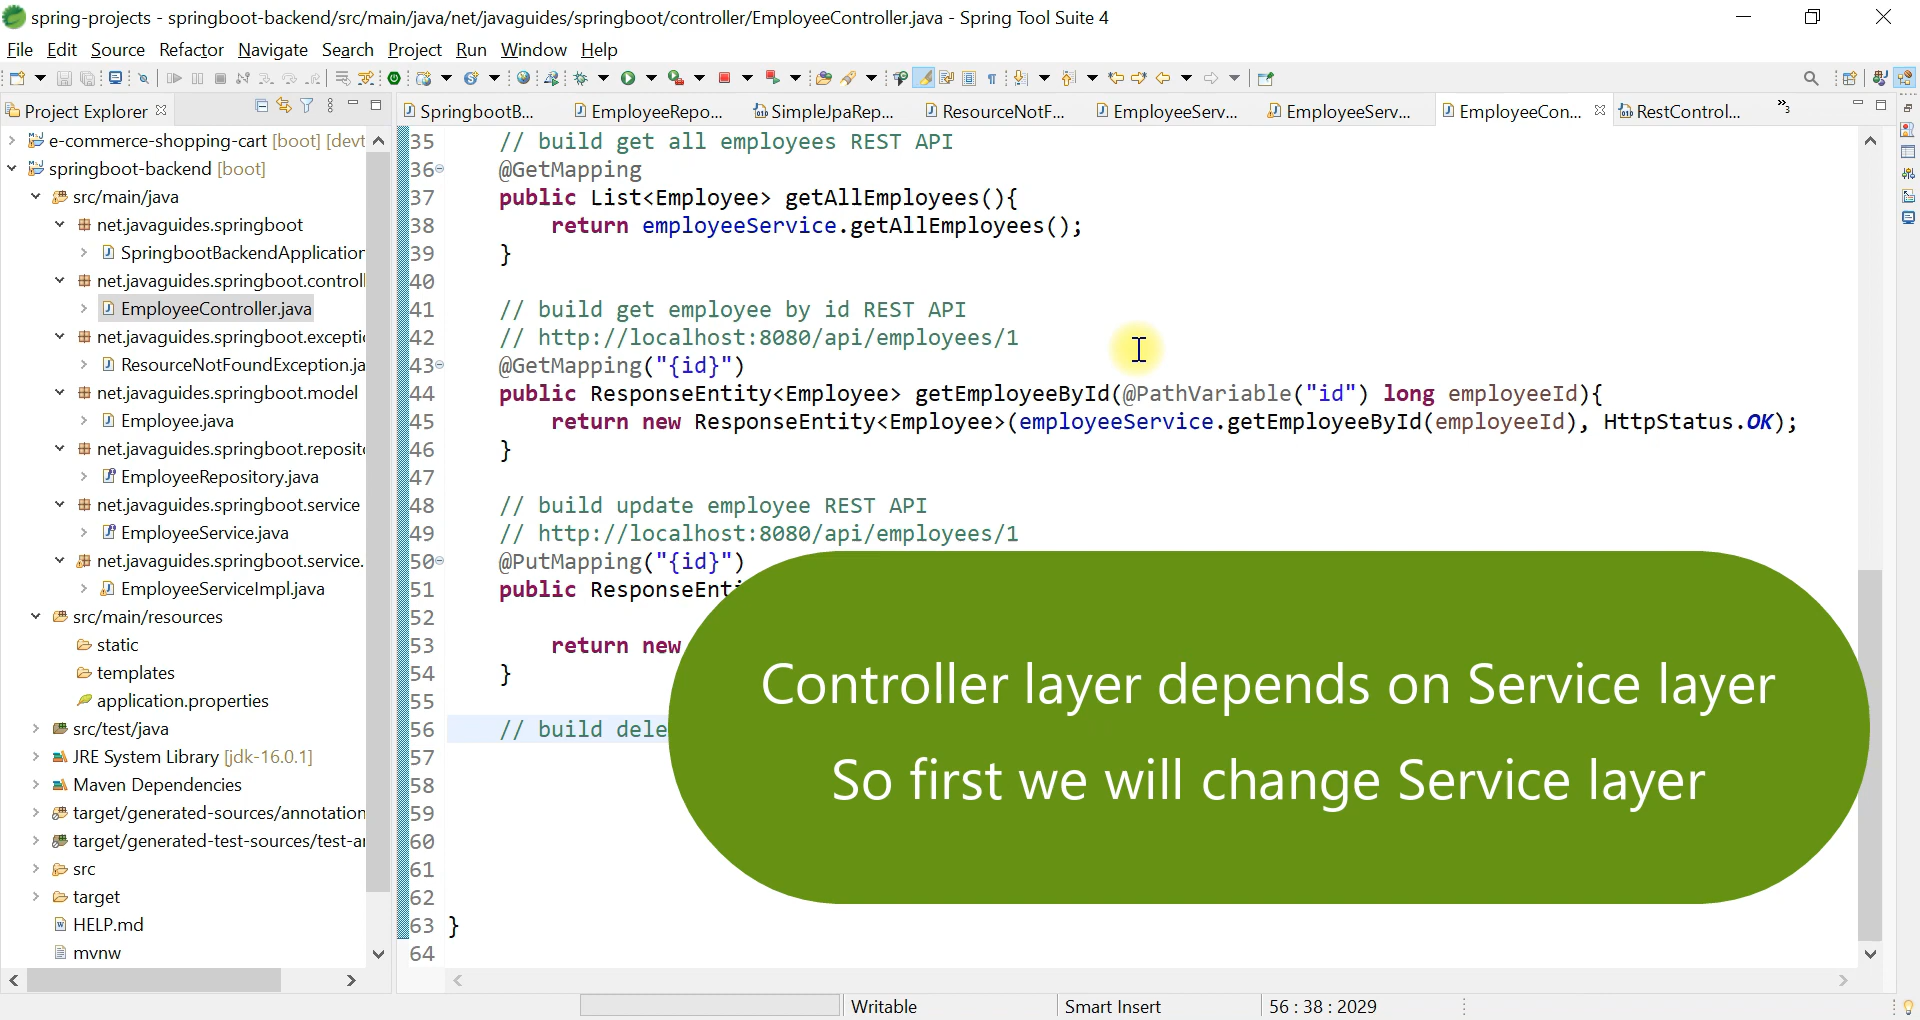 spring-projects - springboot-backend/src/main/java/net/javaguides/springboot/controller/EmployeeController.java - Spring Tool Suite 4
File Edit Source Refactor Navigate Search Project Run Window Help
Project Explorer
SpringbootB... EmployeeRepo... SimpleJpaRep... ResourceNotF... EmployeeServ... EmployeeServ... EmployeeCon... RestControl... »3
e-commerce-shopping-cart [boot] [devt
springboot-backend [boot]
src/main/java
net.javaguides.springboot
SpringbootBackendApplication
net.javaguides.springboot.controll
EmployeeController.java
net.javaguides.springboot.excepti
ResourceNotFoundException.ja
net.javaguides.springboot.model
Employee.java
net.javaguides.springboot.reposit
EmployeeRepository.java
net.javaguides.springboot.service
EmployeeService.java
net.javaguides.springboot.service.
EmployeeServiceImpl.java
src/main/resources
static
templates
application.properties
src/test/java
JRE System Library [jdk-16.0.1]
Maven Dependencies
target/generated-sources/annotation
target/generated-test-sources/test-a
src
target
HELP.md
mvnw
35 // build get all employees REST API
36 @GetMapping
37 public List<Employee> getAllEmployees(){
38 return employeeService.getAllEmployees();
39 }
40
41 // build get employee by id REST API
42 // http://localhost:8080/api/employees/1
43 @GetMapping("{id}")
44 public ResponseEntity<Employee> getEmployeeById(@PathVariable("id") long employeeId){
45 return new ResponseEntity<Employee>(employeeService.getEmployeeById(employeeId), HttpStatus.OK);
46 }
47
48 // build update employee REST API
49 // http://localhost:8080/api/employees/1
50 @PutMapping("{id}")
51 public ResponseEnt
52
53 return new
54 }
55
56 // build dele
57
58
59
60
61
62
63 }
64
Controller layer depends on Service layer
So first we will change Service layer
Writable Smart Insert 56 : 38 : 2029